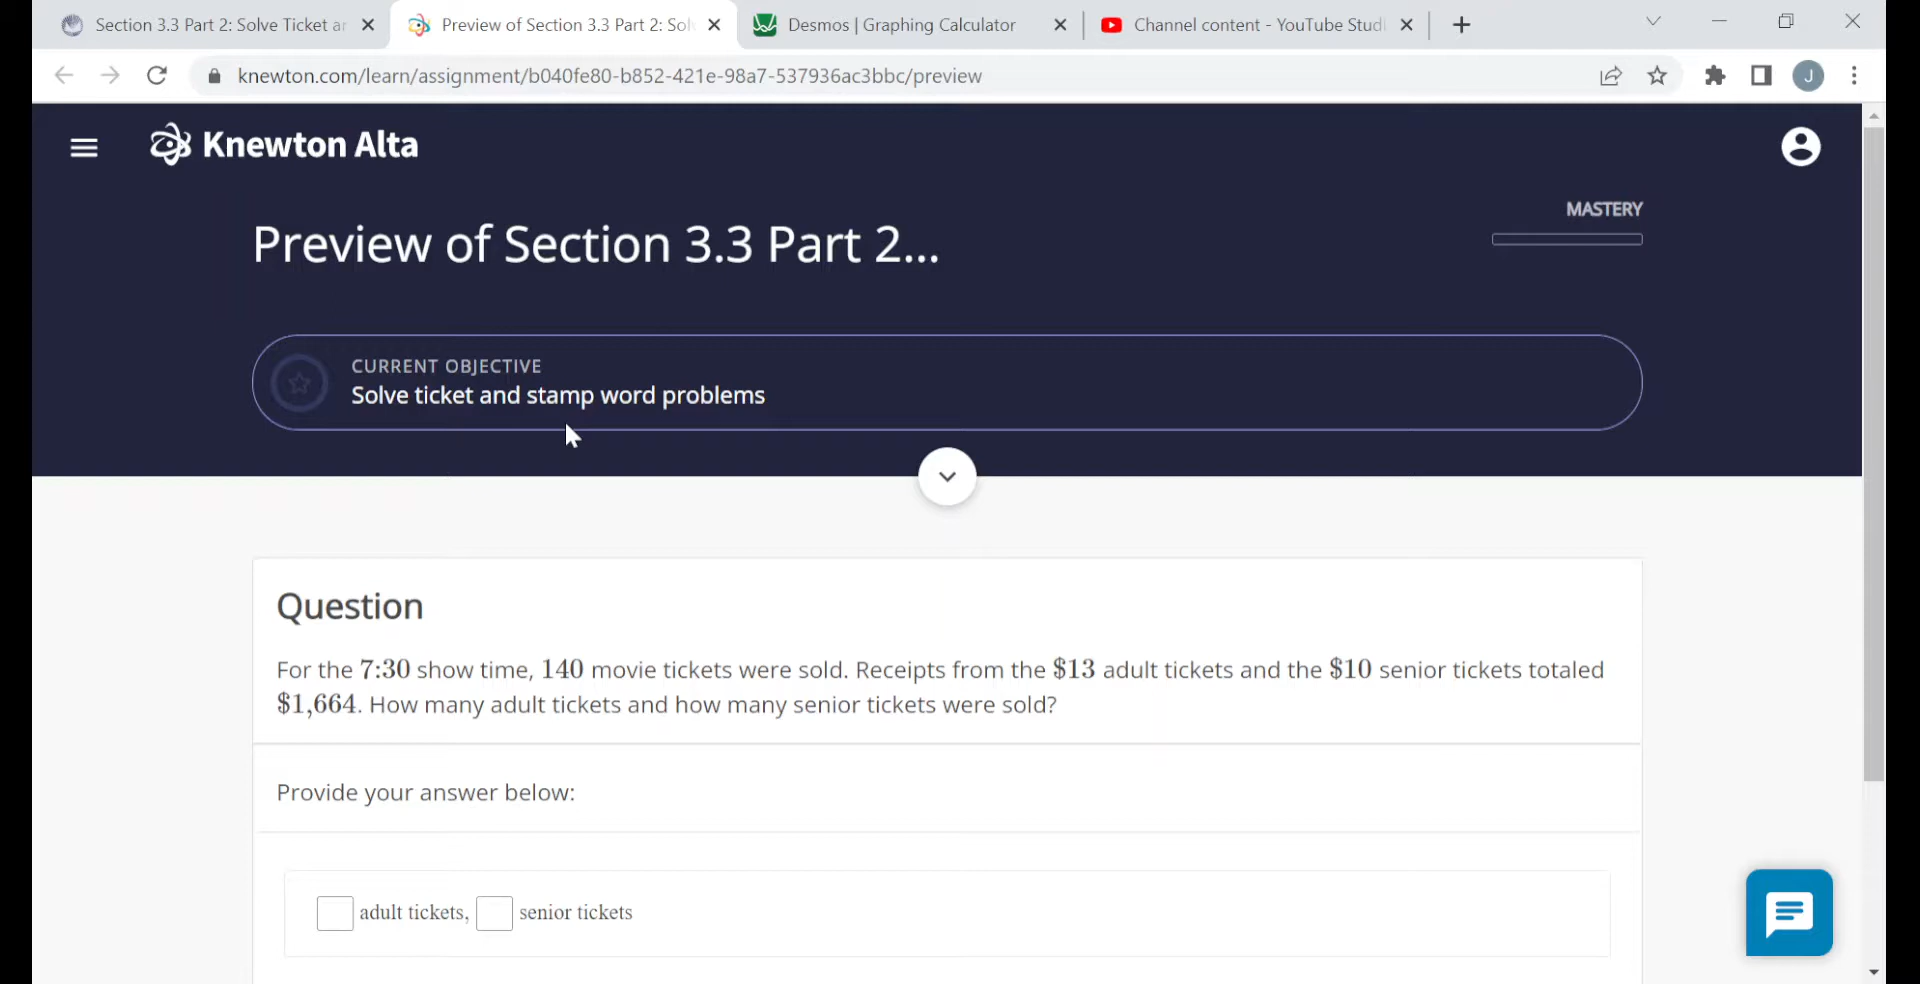 Section 3.3 Part 2: Solve Ticket ar
Preview of Section 3.3 Part 2: Sol
Desmos | Graphing Calculator
Channel content - YouTube Studi
knewton.com/learn/assignment/b040fe80-b852-421e-98a7-537936ac3bbc/preview
J
Knewton Alta
MASTERY
Preview of Section 3.3 Part 2...
CURRENT OBJECTIVE
Solve ticket and stamp word problems
Question
For the 7:30 show time, 140 movie tickets were sold. Receipts from the $13 adult tickets and the $10 senior tickets totaled
$1,664. How many adult tickets and how many senior tickets were sold?
Provide your answer below:
adult tickets, senior tickets